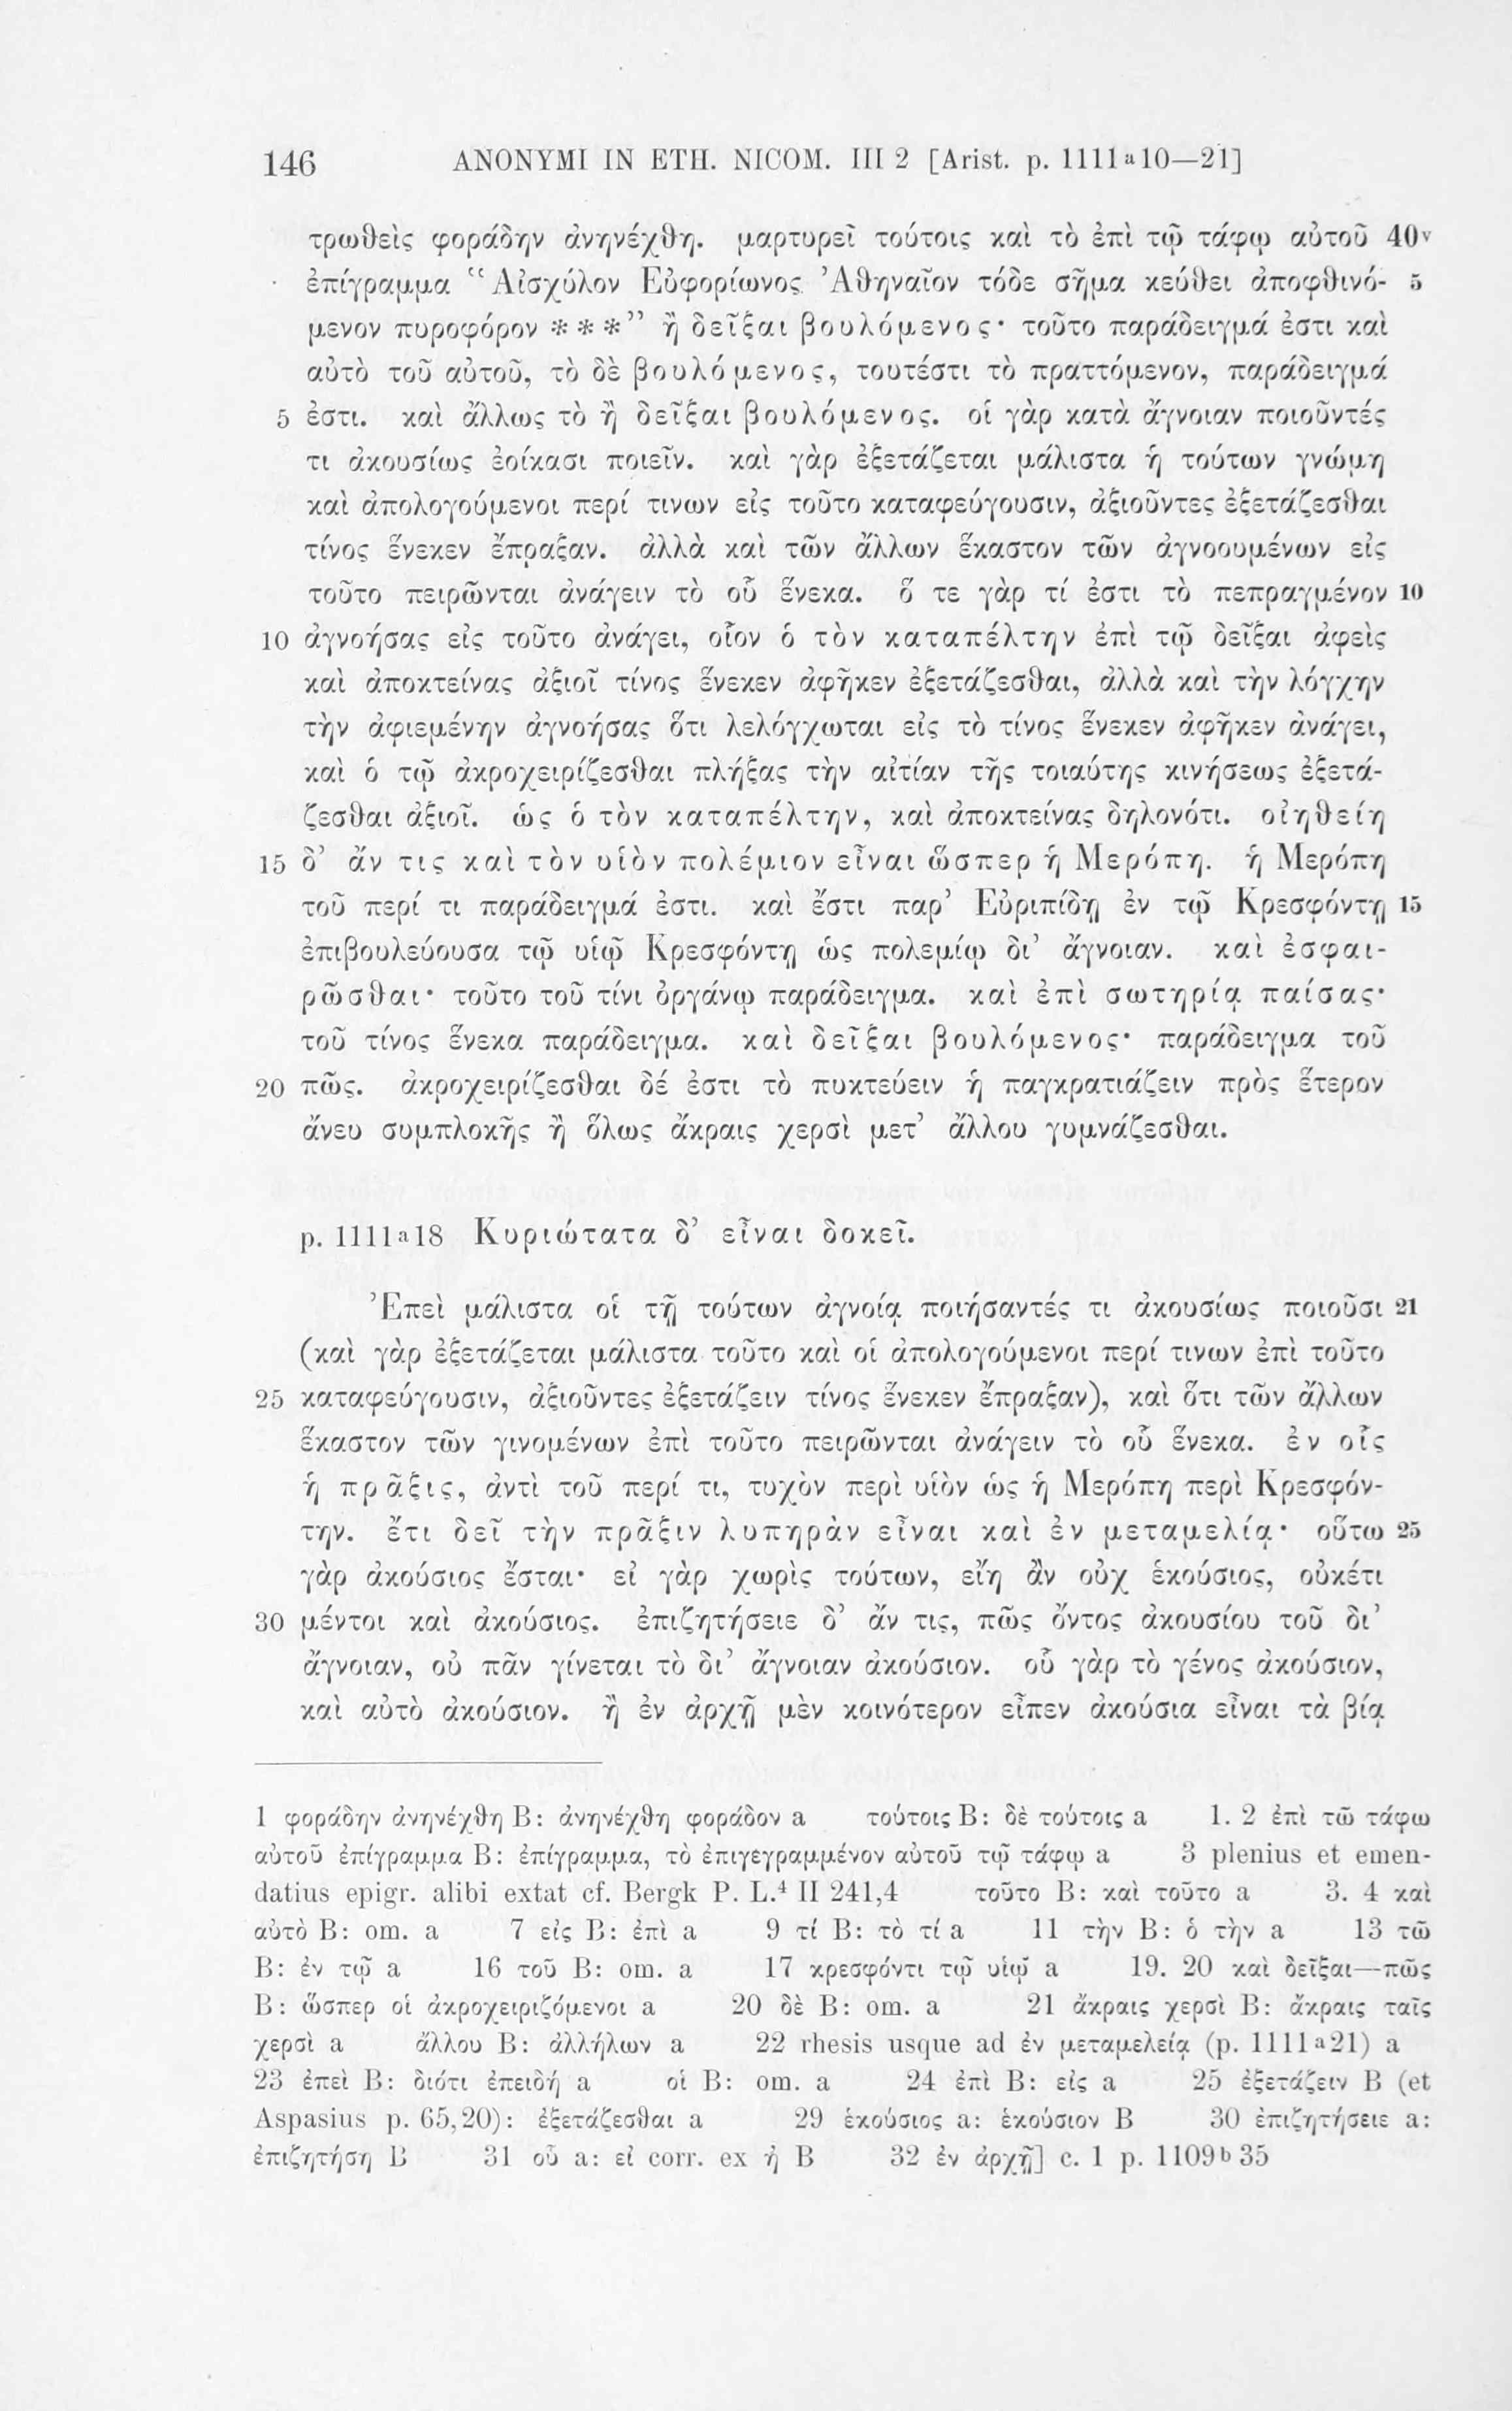 146 ANONYMI IN ETH. NICOM. III 2 [Arist. p. 1111ᵃ10—21]
τρωθεὶς φοράδην ἀνηνέχθη. μαρτυρεῖ τούτοις καὶ τὸ ἐπὶ τῷ τάφῳ αὐτοῦ 40ᵛ
ἐπίγραμμα “Αἰσχύλον Εὐφορίωνος Ἀθηναῖον τόδε σῆμα κεύθει ἀποφθινό- 5
μενον πυροφόρον ***” ἢ δεῖξαι βουλόμενος· τοῦτο παράδειγμά ἐστι καὶ
αὐτὸ τοῦ αὐτοῦ, τὸ δὲ βουλόμενος, τουτέστι τὸ πραττόμενον, παράδειγμά
5 ἐστι. καὶ ἄλλως τὸ ἢ δεῖξαι βουλόμενος. οἱ γὰρ κατὰ ἄγνοιαν ποιοῦντές
τι ἀκουσίως ἐοίκασι ποιεῖν. καὶ γὰρ ἐξετάζεται μάλιστα ἡ τούτων γνώμη
καὶ ἀπολογούμενοι περί τινων εἰς τοῦτο καταφεύγουσιν, ἀξιοῦντες ἐξετάζεσθαι
τίνος ἕνεκεν ἔπραξαν. ἀλλὰ καὶ τῶν ἄλλων ἕκαστον τῶν ἀγνοουμένων εἰς
τοῦτο πειρῶνται ἀνάγειν τὸ οὗ ἕνεκα. ὅ τε γὰρ τί ἐστι τὸ πεπραγμένον 10
10 ἀγνοήσας εἰς τοῦτο ἀνάγει, οἷον ὁ τὸν καταπέλτην ἐπὶ τῷ δεῖξαι ἀφεὶς
καὶ ἀποκτείνας ἀξιοῖ τίνος ἕνεκεν ἀφῆκεν ἐξετάζεσθαι, ἀλλὰ καὶ τὴν λόγχην
τὴν ἀφιεμένην ἀγνοήσας ὅτι λελόγχωται εἰς τὸ τίνος ἕνεκεν ἀφῆκεν ἀνάγει,
καὶ ὁ τῷ ἀκροχειρίζεσθαι πλήξας τὴν αἰτίαν τῆς τοιαύτης κινήσεως ἐξετά-
ζεσθαι ἀξιοῖ. ὡς ὁ τὸν καταπέλτην, καὶ ἀποκτείνας δηλονότι. οἰηθείη
15 δ’ ἄν τις καὶ τὸν υἱὸν πολέμιον εἶναι ὥσπερ ἡ Μερόπη. ἡ Μερόπη
τοῦ περί τι παράδειγμά ἐστι. καὶ ἔστι παρ’ Εὐριπίδῃ ἐν τῷ Κρεσφόντῃ 15
ἐπιβουλεύουσα τῷ υἱῷ Κρεσφόντῃ ὡς πολεμίῳ δι’ ἄγνοιαν. καὶ ἐσφαι-
ρῶσθαι· τοῦτο τοῦ τίνι ὀργάνῳ παράδειγμα. καὶ ἐπὶ σωτηρίᾳ παίσας·
τοῦ τίνος ἕνεκα παράδειγμα. καὶ δεῖξαι βουλόμενος· παράδειγμα τοῦ
20 πῶς. ἀκροχειρίζεσθαι δέ ἐστι τὸ πυκτεύειν ἢ παγκρατιάζειν πρὸς ἕτερον
ἄνευ συμπλοκῆς ἢ ὅλως ἄκραις χερσὶ μετ’ ἄλλου γυμνάζεσθαι.
p. 1111ᵃ18 Κυριώτατα δ’ εἶναι δοκεῖ.
Ἐπεὶ μάλιστα οἱ τῇ τούτων ἀγνοίᾳ ποιήσαντές τι ἀκουσίως ποιοῦσι 21
(καὶ γὰρ ἐξετάζεται μάλιστα τοῦτο καὶ οἱ ἀπολογούμενοι περί τινων ἐπὶ τοῦτο
25 καταφεύγουσιν, ἀξιοῦντες ἐξετάζειν τίνος ἕνεκεν ἔπραξαν), καὶ ὅτι τῶν ἄλλων
ἕκαστον τῶν γινομένων ἐπὶ τοῦτο πειρῶνται ἀνάγειν τὸ οὗ ἕνεκα. ἐν οἷς
ἡ πρᾶξις, ἀντὶ τοῦ περί τι, τυχὸν περὶ υἱὸν ὡς ἡ Μερόπη περὶ Κρεσφόν-
την. ἔτι δεῖ τὴν πρᾶξιν λυπηρὰν εἶναι καὶ ἐν μεταμελίᾳ· οὕτω 25
γὰρ ἀκούσιος ἔσται· εἰ γὰρ χωρὶς τούτων, εἴη ἂν οὐχ ἑκούσιος, οὐκέτι
30 μέντοι καὶ ἀκούσιος. ἐπιζητήσειε δ’ ἄν τις, πῶς ὄντος ἀκουσίου τοῦ δι’
ἄγνοιαν, οὐ πᾶν γίνεται τὸ δι’ ἄγνοιαν ἀκούσιον. οὗ γὰρ τὸ γένος ἀκούσιον,
καὶ αὐτὸ ἀκούσιον. ἢ ἐν ἀρχῇ μὲν κοινότερον εἶπεν ἀκούσια εἶναι τὰ βίᾳ
1 φοράδην ἀνηνέχθη B: ἀνηνέχθη φοράδον a τούτοις B: δὲ τούτοις a 1. 2 ἐπὶ τῶ τάφω
αὐτοῦ ἐπίγραμμα B: ἐπίγραμμα, τὸ ἐπιγεγραμμένον αὐτοῦ τῷ τάφῳ a 3 plenius et emen-
datius epigr. alibi extat cf. Bergk P. L.⁴ II 241,4 τοῦτο B: καὶ τοῦτο a 3. 4 καὶ
αὐτὸ B: om. a 7 εἰς B: ἐπὶ a 9 τί B: τὸ τί a 11 τὴν B: ὁ τὴν a 13 τῶ
B: ἐν τῷ a 16 τοῦ B: om. a 17 κρεσφόντι τῷ υἱῷ a 19. 20 καὶ δεῖξαι—πῶς
B: ὥσπερ οἱ ἀκροχειριζόμενοι a 20 δὲ B: om. a 21 ἄκραις χερσὶ B: ἄκραις ταῖς
χερσὶ a ἄλλου B: ἀλλήλων a 22 rhesis usque ad ἐν μεταμελείᾳ (p. 1111ᵃ21) a
23 ἐπεὶ B: διότι ἐπειδή a οἱ B: om. a 24 ἐπὶ B: εἰς a 25 ἐξετάζειν B (et
Aspasius p. 65,20): ἐξετάζεσθαι a 29 ἑκούσιος a: ἑκούσιον B 30 ἐπιζητήσειε a:
ἐπιζητήση B 31 οὗ a: εἰ corr. ex ἡ B 32 ἐν ἀρχῇ] c. 1 p. 1109ᵇ35